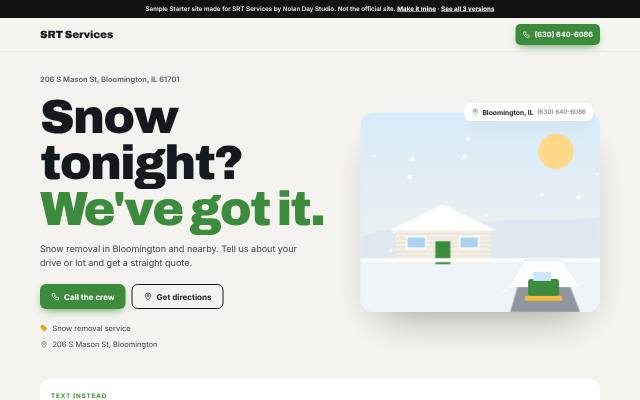 Sample Starter site made for SRT Services by Nolan Day Studio. Not the official site. Make it mine · See all 3 versions
SRT Services
(630) 640-6086
206 S Mason St, Bloomington, IL 61701
Snow
tonight?
We've got it.
Snow removal in Bloomington and nearby. Tell us about your
drive or lot and get a straight quote.
Call the crew
Get directions
Snow removal service
206 S Mason St, Bloomington
Bloomington, IL (630) 640-6086
TEXT INSTEAD